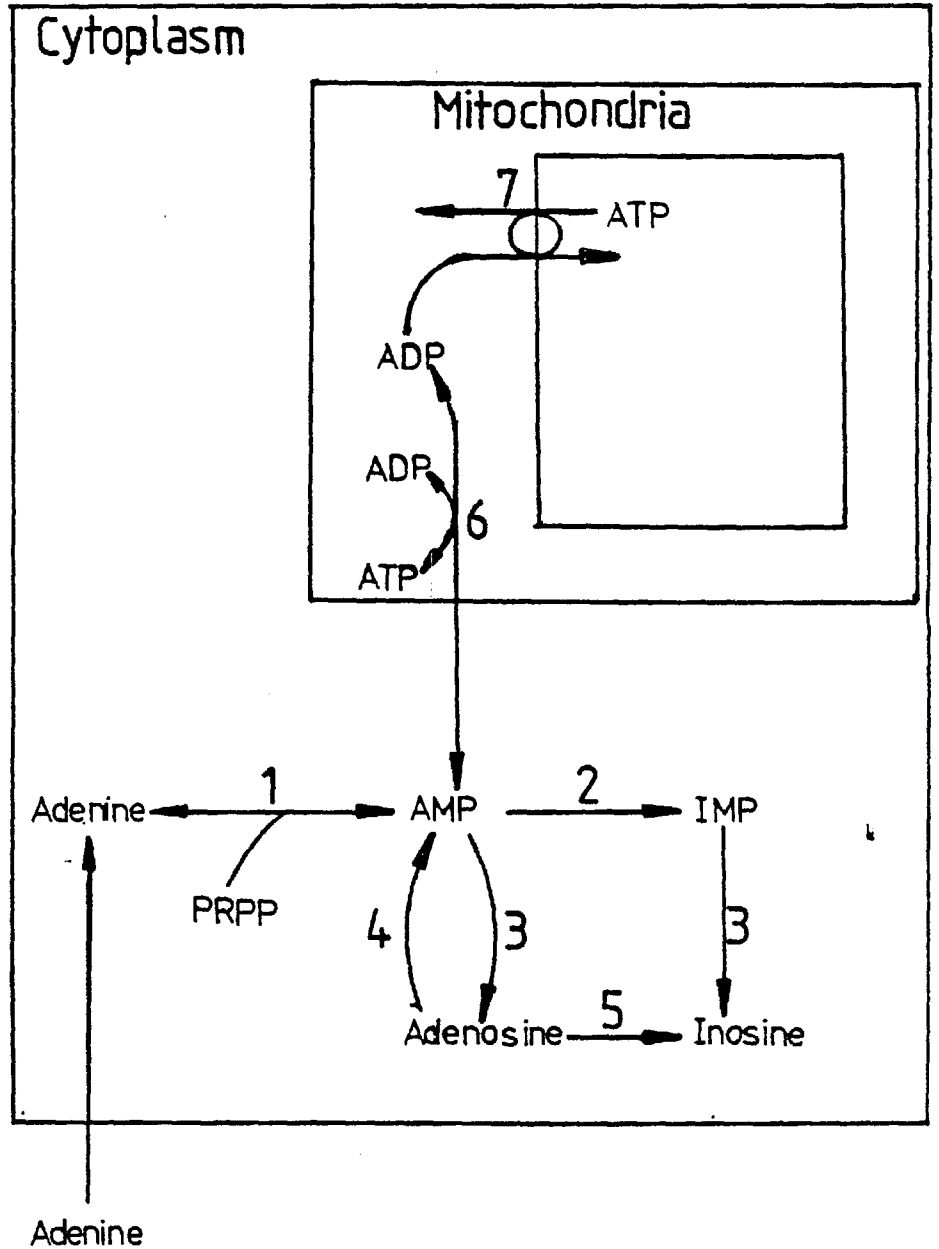 Cytoplasm
Mitochondria
7
ATP
ADP
ADP
6
ATP
1
2
Adenine
AMP
IMP
PRPP
4
3
3
Adenosine
5
Inosine
Adenine